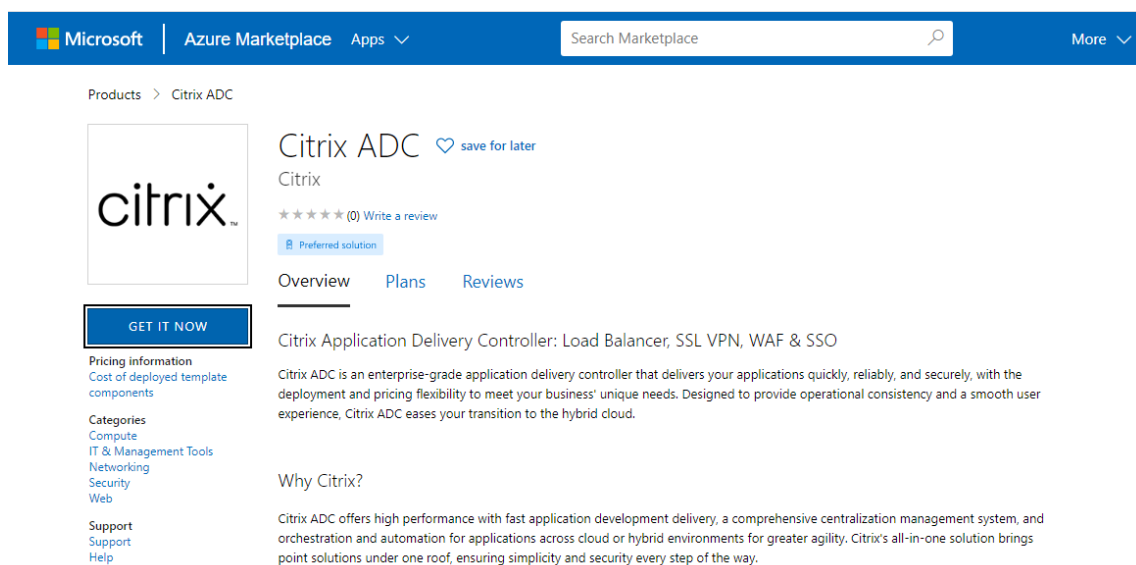 Microsoft
Azure Marketplace
Apps
Search Marketplace
More
Products > Citrix ADC
citrix™
Citrix ADC
save for later
Citrix
(0) Write a review
Preferred solution
Overview
Plans
Reviews
GET IT NOW
Pricing information
Cost of deployed template
components
Categories
Compute
IT & Management Tools
Networking
Security
Web
Support
Support
Help
Citrix Application Delivery Controller: Load Balancer, SSL VPN, WAF & SSO
Citrix ADC is an enterprise-grade application delivery controller that delivers your applications quickly, reliably, and securely, with the
deployment and pricing flexibility to meet your business' unique needs. Designed to provide operational consistency and a smooth user
experience, Citrix ADC eases your transition to the hybrid cloud.
Why Citrix?
Citrix ADC offers high performance with fast application development delivery, a comprehensive centralization management system, and
orchestration and automation for applications across cloud or hybrid environments for greater agility. Citrix's all-in-one solution brings
point solutions under one roof, ensuring simplicity and security every step of the way.